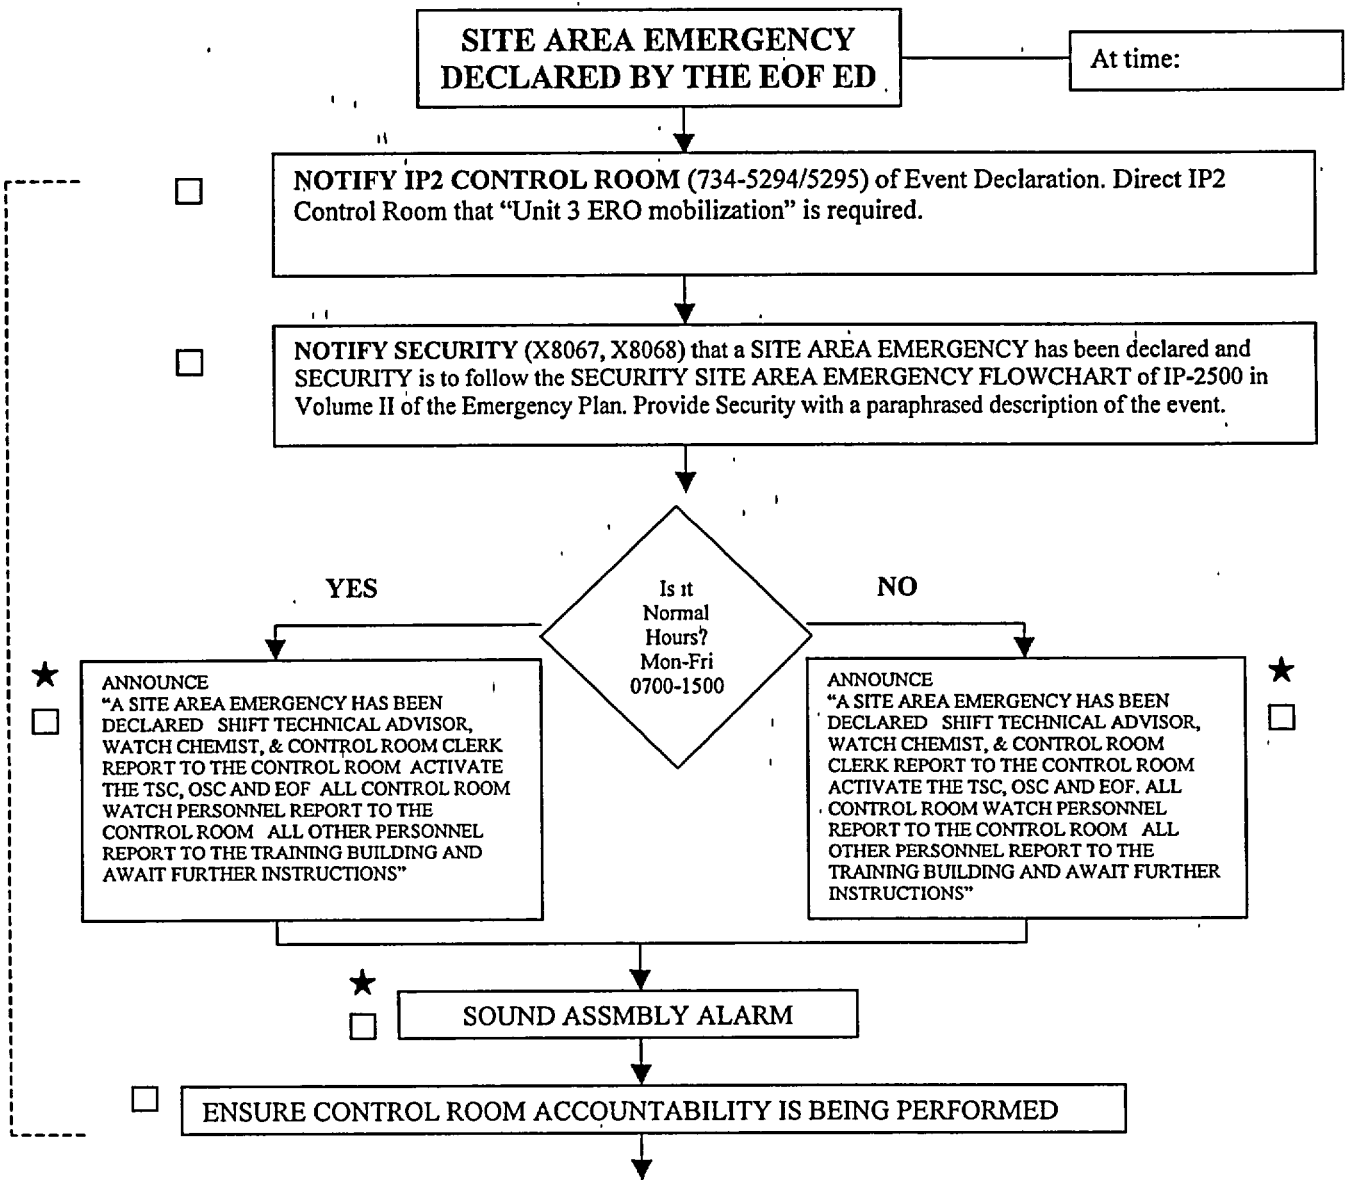 SITE AREA EMERGENCY
DECLARED BY THE EOF ED
At time:
NOTIFY IP2 CONTROL ROOM (734-5294/5295) of Event Declaration. Direct IP2
Control Room that “Unit 3 ERO mobilization” is required.
NOTIFY SECURITY (X8067, X8068) that a SITE AREA EMERGENCY has been declared and
SECURITY is to follow the SECURITY SITE AREA EMERGENCY FLOWCHART of IP-2500 in
Volume II of the Emergency Plan. Provide Security with a paraphrased description of the event.
YES
Is it
Normal
Hours?
Mon-Fri
0700-1500
NO
ANNOUNCE
“A SITE AREA EMERGENCY HAS BEEN
DECLARED SHIFT TECHNICAL ADVISOR,
WATCH CHEMIST, & CONTROL ROOM CLERK
REPORT TO THE CONTROL ROOM ACTIVATE
THE TSC, OSC AND EOF ALL CONTROL ROOM
WATCH PERSONNEL REPORT TO THE
CONTROL ROOM ALL OTHER PERSONNEL
REPORT TO THE TRAINING BUILDING AND
AWAIT FURTHER INSTRUCTIONS”
ANNOUNCE
“A SITE AREA EMERGENCY HAS BEEN
DECLARED SHIFT TECHNICAL ADVISOR,
WATCH CHEMIST, & CONTROL ROOM
CLERK REPORT TO THE CONTROL ROOM
ACTIVATE THE TSC, OSC AND EOF. ALL
CONTROL ROOM WATCH PERSONNEL
REPORT TO THE CONTROL ROOM ALL
OTHER PERSONNEL REPORT TO THE
TRAINING BUILDING AND AWAIT FURTHER
INSTRUCTIONS”
SOUND ASSMBLY ALARM
ENSURE CONTROL ROOM ACCOUNTABILITY IS BEING PERFORMED